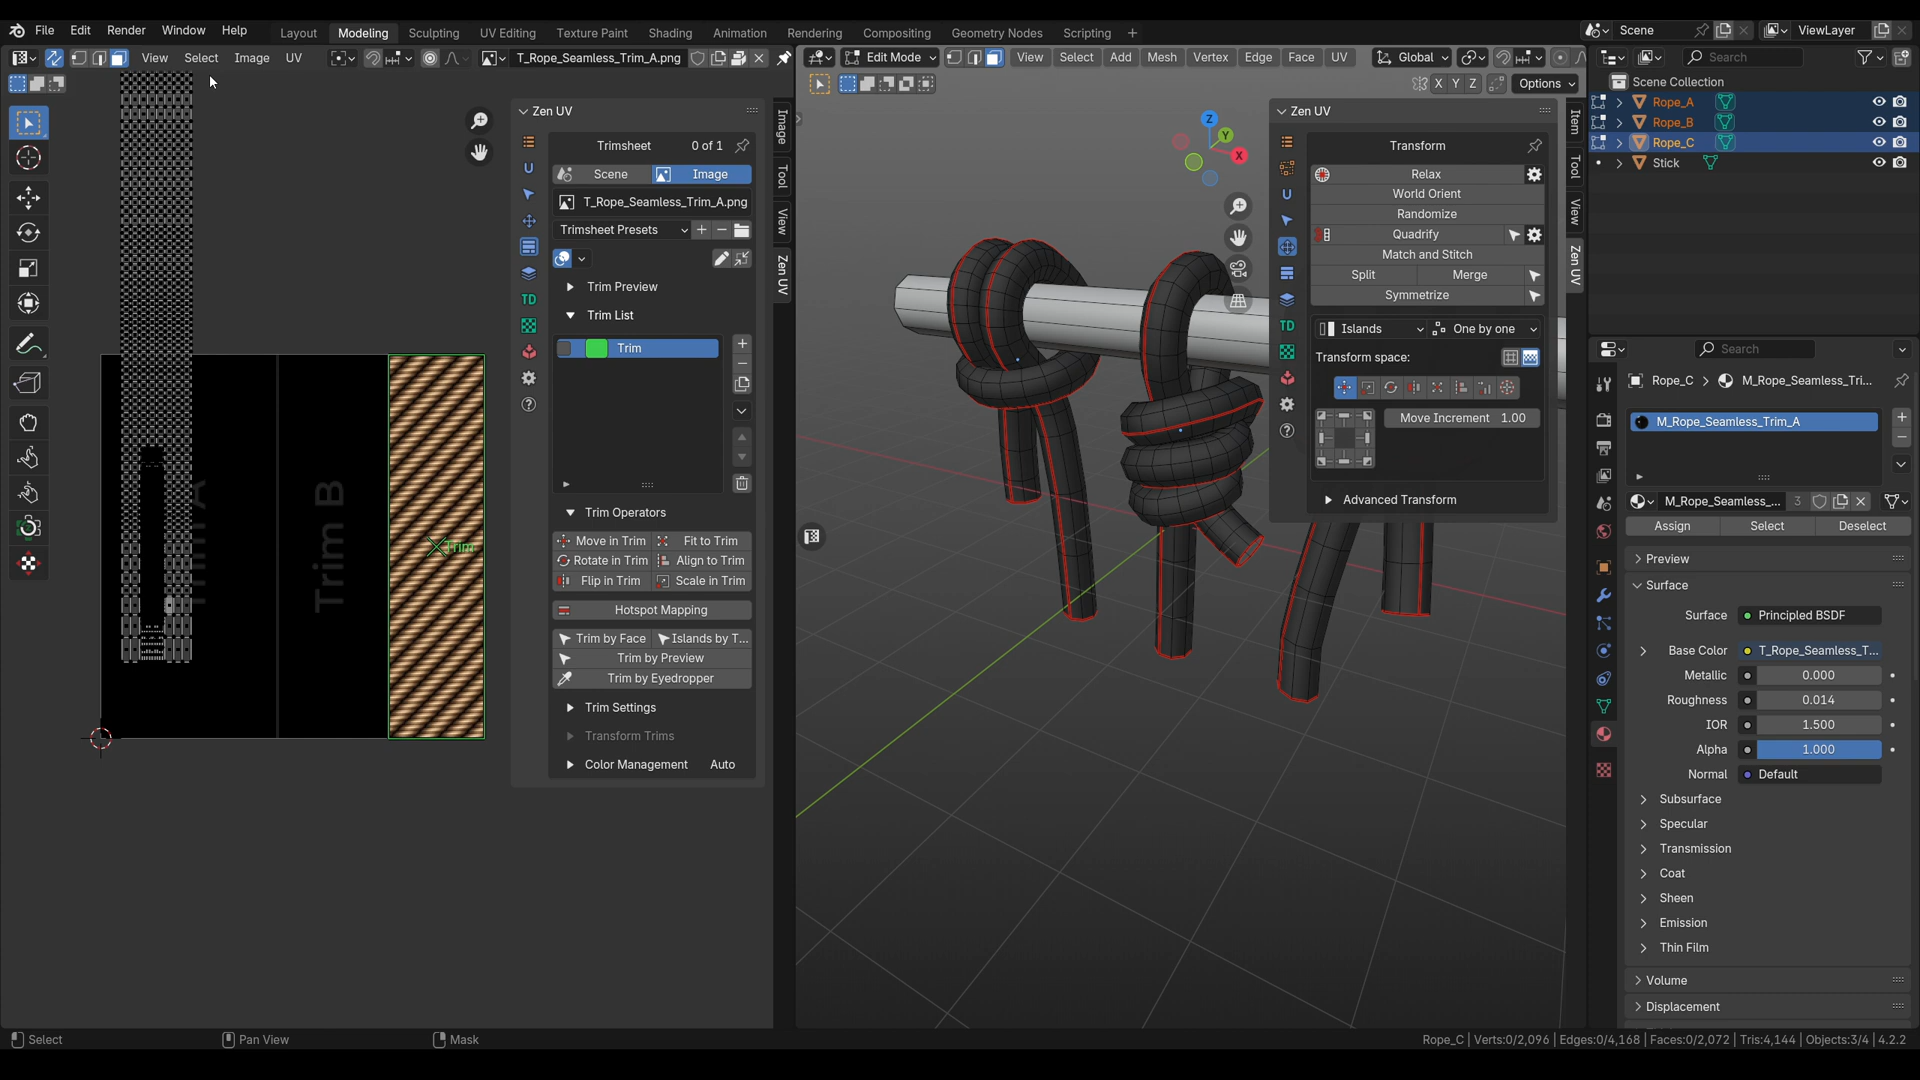 File Edit Render Window Help Layout Modeling Sculpting UV Editing Texture Paint Shading Animation Rendering Compositing Geometry Nodes Scripting + Scene ViewLayer
View Select Image UV T_Rope_Seamless_Trim_A.png Edit Mode View Select Add Mesh Vertex Edge Face UV Global Search
X Y Z Options
Scene Collection
Rope_A
Rope_B
Rope_C
Stick
Zen UV
Trimsheet 0 of 1
Scene Image
T_Rope_Seamless_Trim_A.png
Trimsheet Presets
Trim Preview
Trim List
Trim
Trim Operators
Move in Trim Fit to Trim
Rotate in Trim Align to Trim
Flip in Trim Scale in Trim
Hotspot Mapping
Trim by Face Islands by T...
Trim by Preview
Trim by Eyedropper
Trim Settings
Transform Trims
Color Management Auto
TD
Image
Tool
View
Zen UV
Trim B
Trim
Z
Y
X
Zen UV
Transform
Relax
World Orient
Randomize
Quadrify
Match and Stitch
Split Merge
Symmetrize
Islands One by one
Transform space:
Move Increment 1.00
Advanced Transform
TD
Item
Tool
View
Zen UV
Search
Rope_C M_Rope_Seamless_Tri...
M_Rope_Seamless_Trim_A
M_Rope_Seamless_... 3
Assign Select Deselect
Preview
Surface
Surface Principled BSDF
Base Color T_Rope_Seamless_T...
Metallic 0.000
Roughness 0.014
IOR 1.500
Alpha 1.000
Normal Default
Subsurface
Specular
Transmission
Coat
Sheen
Emission
Thin Film
Volume
Displacement
Select Pan View Mask Rope_C | Verts:0/2,096 | Edges:0/4,168 | Faces:0/2,072 | Tris:4,144 | Objects:3/4 | 4.2.2